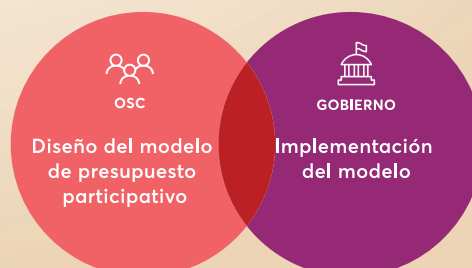 OSC
Diseño del modelo
de presupuesto
participativo
GOBIERNO
Implementación
del modelo